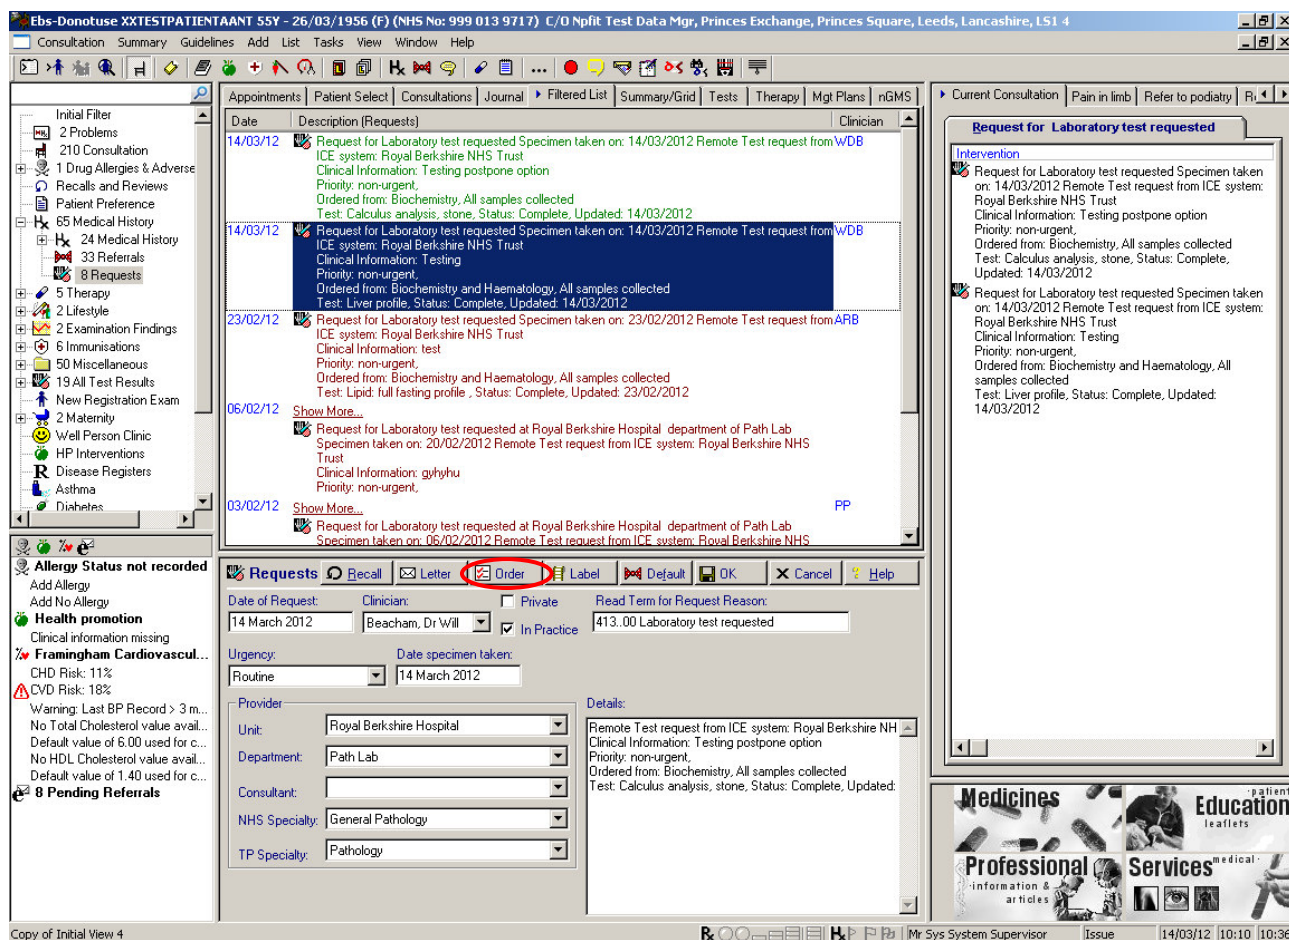 Ebs-Donotuse XXTESTPATIENTAANT 55Y - 26/03/1956 (F) (NHS No: 999 013 9717) C/O Npfit Test Data Mgr, Princes Exchange, Princes Square, Leeds, Lancashire, LS1 4
Consultation Summary Guidelines Add List Tasks View Window Help
Initial Filter
2 Problems
210 Consultation
1 Drug Allergies & Adverse
Recalls and Reviews
Patient Preference
65 Medical History
24 Medical History
33 Referrals
8 Requests
5 Therapy
2 Lifestyle
2 Examination Findings
6 Immunisations
50 Miscellaneous
19 All Test Results
New Registration Exam
2 Maternity
Well Person Clinic
HP Interventions
Disease Registers
Asthma
Diabetes
Allergy Status not recorded
Add Allergy
Add No Allergy
Health promotion
Clinical information missing
Framingham Cardiovascul...
CHD Risk: 11%
CVD Risk: 18%
Warning: Last BP Record > 3 m...
No Total Cholesterol value avail...
Default value of 6.00 used for c...
No HDL Cholesterol value avail...
Default value of 1.40 used for c...
8 Pending Referrals
Appointments Patient Select Consultations Journal Filtered List Summary/Grid Tests Therapy Mgt Plans nGMS
Date Description (Requests) Clinician
14/03/12 Request for Laboratory test requested Specimen taken on: 14/03/2012 Remote Test request from WDB
ICE system: Royal Berkshire NHS Trust
Clinical Information: Testing postpone option
Priority: non-urgent,
Ordered from: Biochemistry, All samples collected
Test: Calculus analysis, stone, Status: Complete, Updated: 14/03/2012
14/03/12 Request for Laboratory test requested Specimen taken on: 14/03/2012 Remote Test request from WDB
ICE system: Royal Berkshire NHS Trust
Clinical Information: Testing
Priority: non-urgent,
Ordered from: Biochemistry, All samples collected
Test: Liver profile, Status: Complete, Updated: 14/03/2012
23/02/12 Request for Laboratory test requested Specimen taken on: 23/02/2012 Remote Test request from ARB
ICE system: Royal Berkshire NHS Trust
Clinical Information: test
Priority: non-urgent,
Ordered from: Biochemistry and Haematology, All samples collected
Test: Lipid: full fasting profile , Status: Complete, Updated: 23/02/2012
06/02/12 Show More...
Request for Laboratory test requested at Royal Berkshire Hospital department of Path Lab
Specimen taken on: 20/02/2012 Remote Test request from ICE system: Royal Berkshire NHS
Trust
Clinical Information: gyhyhu
Priority: non-urgent,
03/02/12 Show More... PP
Request for Laboratory test requested at Royal Berkshire Hospital department of Path Lab
Specimen taken on: 06/02/2012 Remote Test request from ICE system: Royal Berkshire NHS
Requests Recall Letter Order Label Default OK Cancel Help
Date of Request: Clinician: Private Read Term for Request Reason:
14 March 2012 Beacham, Dr Will In Practice 413..00 Laboratory test requested
Urgency: Date specimen taken:
Routine 14 March 2012
Provider
Unit: Royal Berkshire Hospital
Department: Path Lab
Consultant:
NHS Specialty: General Pathology
TP Specialty: Pathology
Details:
Remote Test request from ICE system: Royal Berkshire NH
Clinical Information: Testing postpone option
Priority: non-urgent,
Ordered from: Biochemistry, All samples collected
Test: Calculus analysis, stone, Status: Complete, Updated:
Current Consultation Pain in limb Refer to podiatry
Request for Laboratory test requested
Intervention
Request for Laboratory test requested Specimen taken
on: 14/03/2012 Remote Test request from ICE system:
Royal Berkshire NHS Trust
Clinical Information: Testing postpone option
Priority: non-urgent,
Ordered from: Biochemistry, All samples collected
Test: Calculus analysis, stone, Status: Complete,
Updated: 14/03/2012
Request for Laboratory test requested Specimen taken
on: 14/03/2012 Remote Test request from ICE system:
Royal Berkshire NHS Trust
Clinical Information: Testing
Priority: non-urgent,
Ordered from: Biochemistry, All
samples collected
Test: Liver profile, Status: Complete, Updated:
14/03/2012
Medicines
patient
Education
leaflets
Professional
information &
articles
Services medical
Copy of Initial View 4 Mr Sys System Supervisor Issue 14/03/12 10:10 10:36